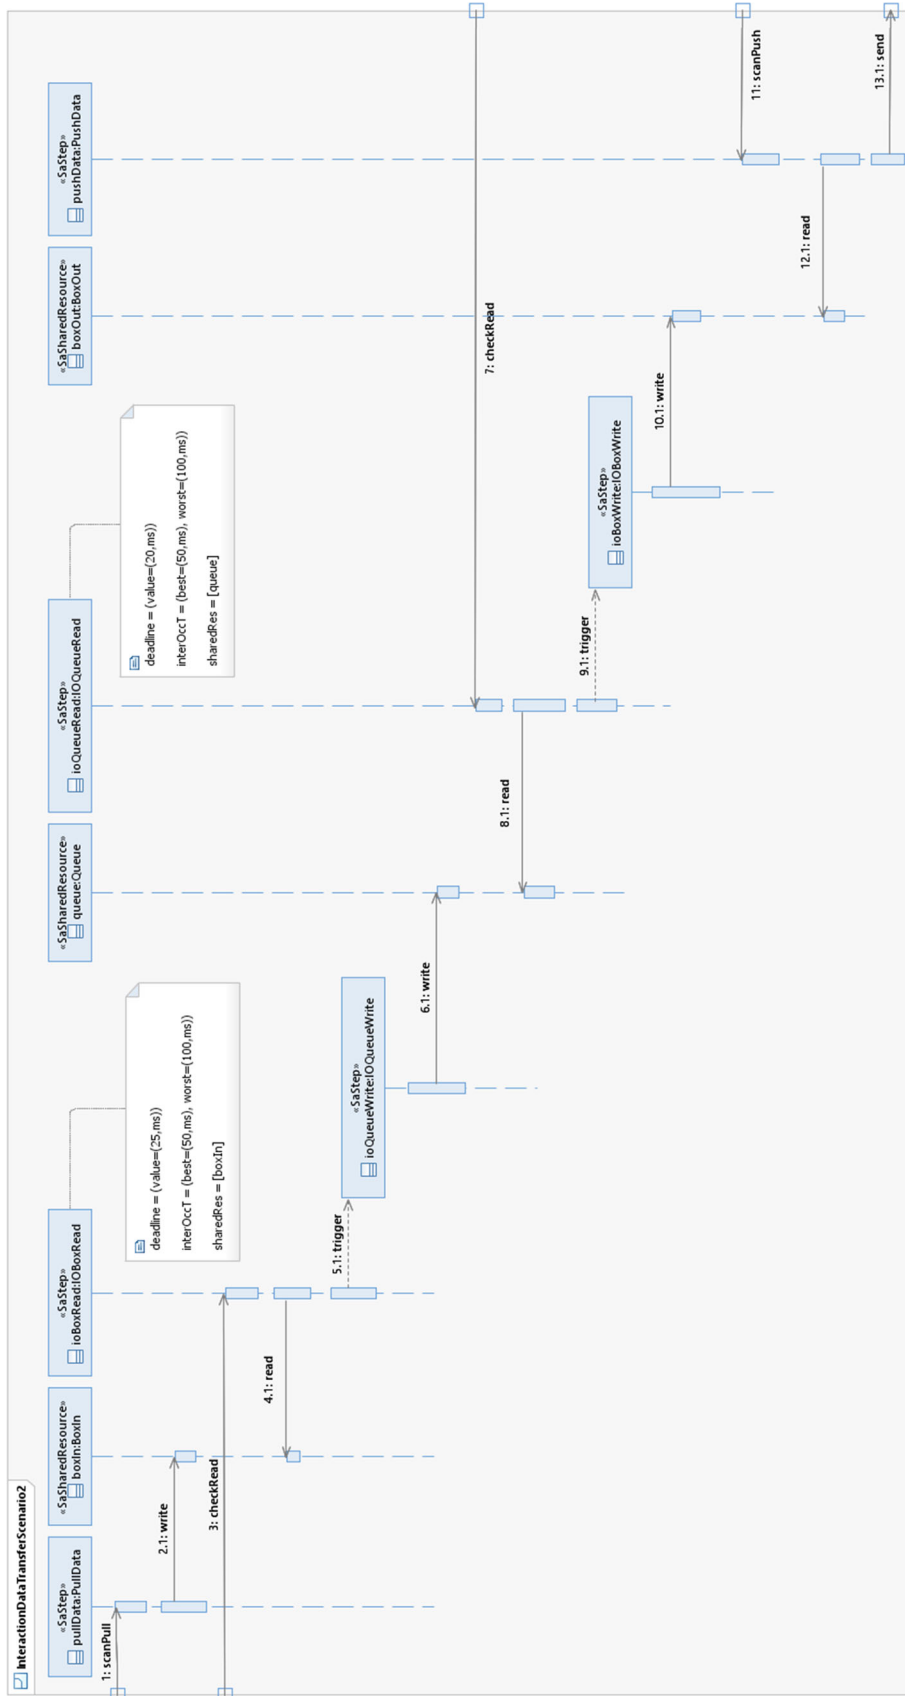 InteractionDataTransferScenario2
«SaStep»
pullData:PullData
«SaSharedResource»
boxIn:BoxIn
«SaStep»
ioBoxRead:IOBoxRead
«SaSharedResource»
queue:Queue
«SaStep»
ioQueueRead:IOQueueRead
«SaSharedResource»
boxOut:BoxOut
«SaStep»
pushData:PushData
deadline = (value=(25,ms))
interOccT = (best=(50,ms), worst=(100,ms))
sharedRes = [boxIn]
deadline = (value=(20,ms))
interOccT = (best=(50,ms), worst=(100,ms))
sharedRes = [queue]
1: scanPull
2.1: write
3: checkRead
4.1: read
5.1: trigger
«SaStep»
ioQueueWrite:IOQueueWrite
6.1: write
7: checkRead
8.1: read
9.1: trigger
«SaStep»
ioBoxWrite:IOBoxWrite
10.1: write
11: scanPush
12.1: read
13.1: send